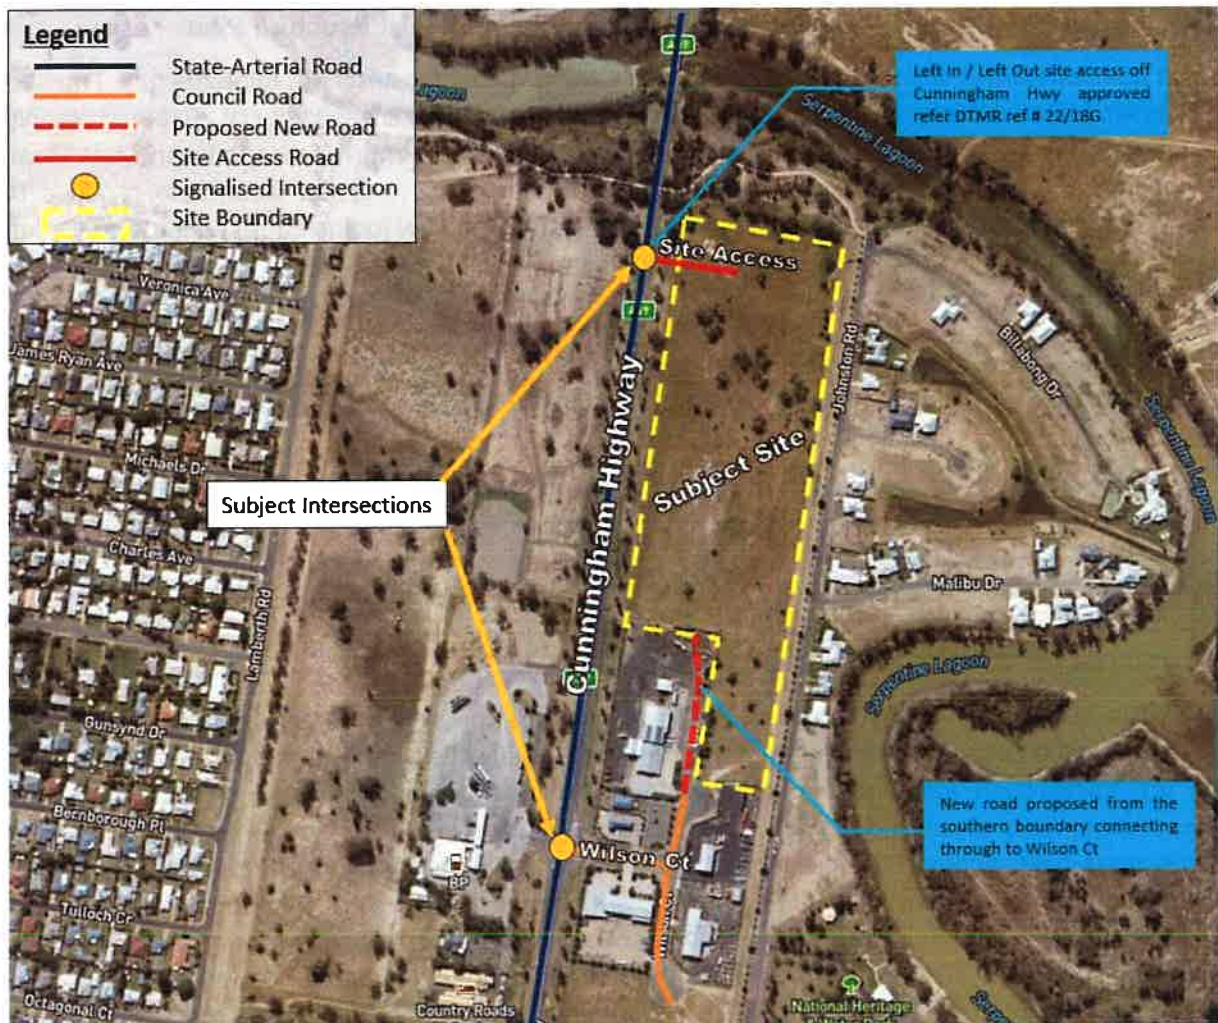 Legend
State-Arterial Road
Council Road
Proposed New Road
Site Access Road
Signalised Intersection
Site Boundary
Left In / Left Out site access off
Cunningham Hwy approved
refer DTMR ref # 22/18G.
Lagoon
Serpentine Lagoon
Site Access
Veronica Ave
James Ryan Ave
Johnston Rd
Billabong Dr
Serpentine Lagoon
Michaels Dr
Cunningham Highway
Subject Site
Subject Intersections
Charles Ave
Lamberth Rd
Malibu Dr
Serpentine Lagoon
Gunsynd Dr
Bernborough Pl
New road proposed from the
southern boundary connecting
through to Wilson Ct
Wilson Ct
BP
Tulloch Cr
Octagonal Ct
Country Roads
National Heritage